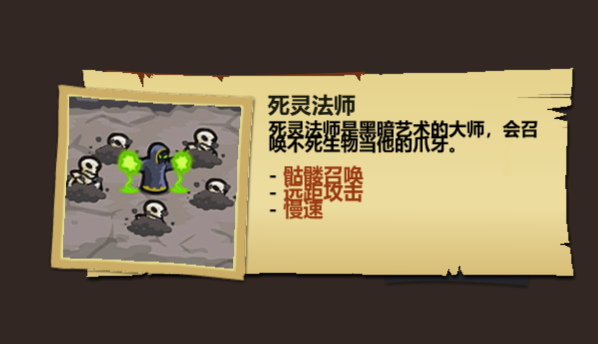 死灵法师
死灵法师是黑暗艺术的大师，会召
唤不死生物当他的爪牙。
- 骷髅召唤
- 远距攻击
- 慢速